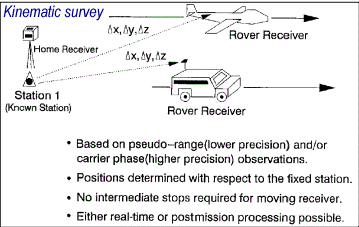 Kinematic survey
Δx,Δy,Δz
Rover Receiver
Home Receiver
Δx,Δy,Δz
Station 1
(Known Station)
Rover Receiver
• Based on pseudo-range(lower precision) and/or
carrier phase(higher precision) observations.
• Positions determined with respect to the fixed station.
• No intermediate stops required for moving receiver.
• Either real-time or postmission processing possible.